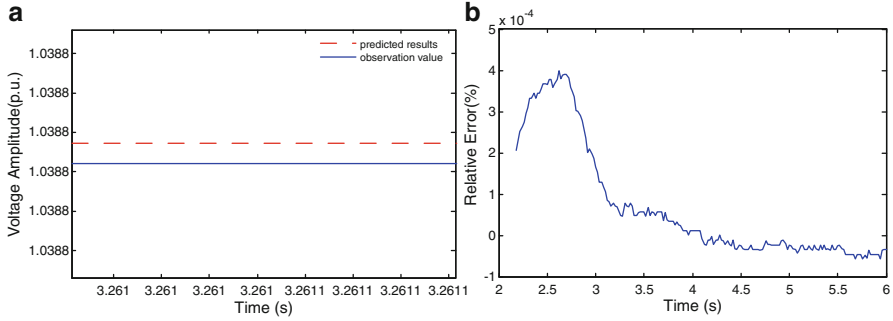 a
Voltage Amplitude(p.u.)
1.0388
1.0388
1.0388
1.0388
1.0388
1.0388
predicted results
observation value
3.261 3.261 3.261 3.261 3.2611 3.2611 3.2611 3.2611
Time (s)
b
x 10⁻⁴
Relative Error(%)
5
4
3
2
1
0
-1
2 2.5 3 3.5 4 4.5 5 5.5 6
Time (s)